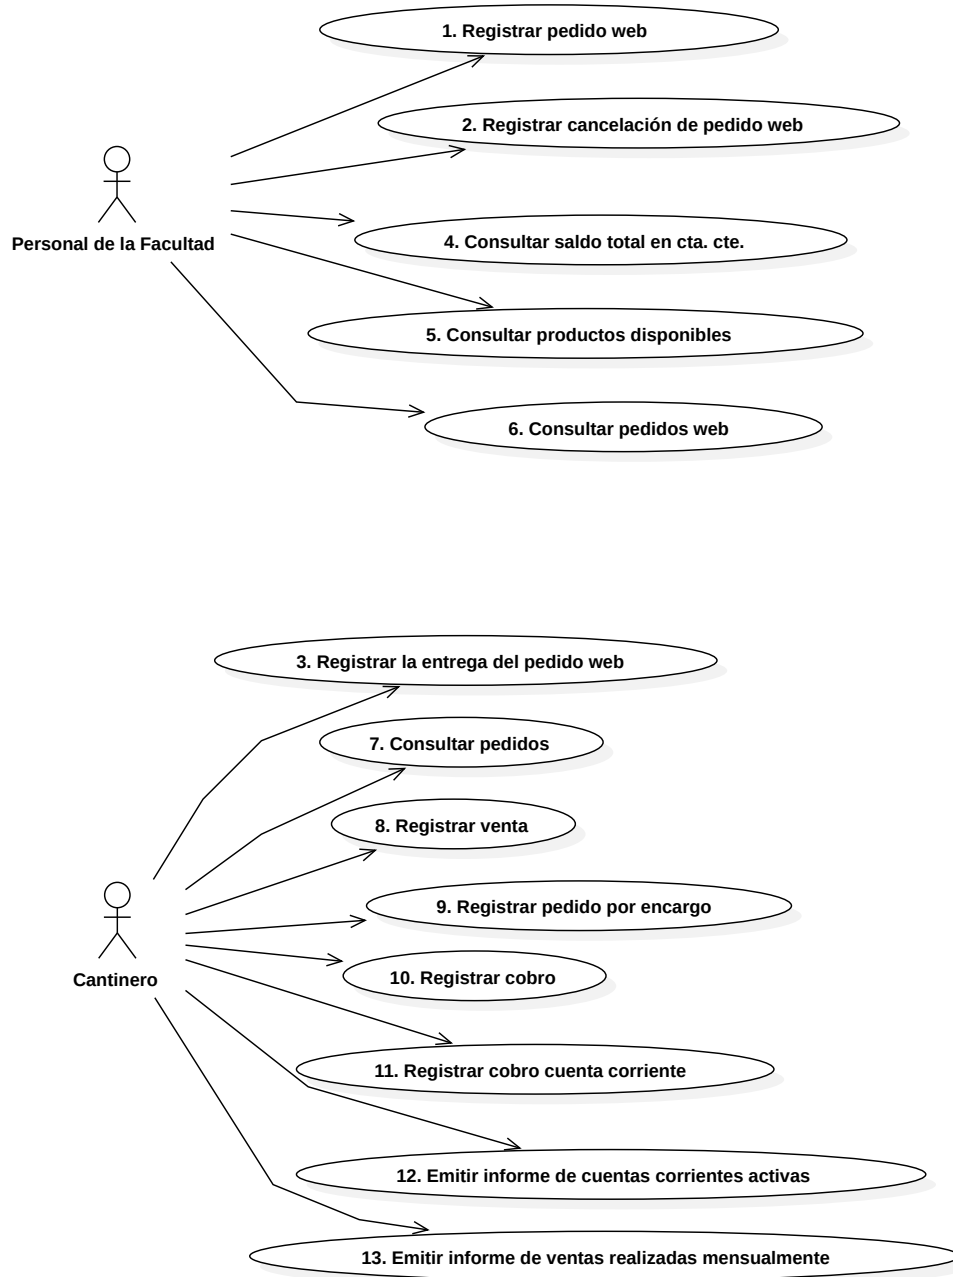 1. Registrar pedido web
2. Registrar cancelación de pedido web
Personal de la Facultad
4. Consultar saldo total en cta. cte.
5. Consultar productos disponibles
6. Consultar pedidos web
3. Registrar la entrega del pedido web
7. Consultar pedidos
8. Registrar venta
9. Registrar pedido por encargo
Cantinero
10. Registrar cobro
11. Registrar cobro cuenta corriente
12. Emitir informe de cuentas corrientes activas
13. Emitir informe de ventas realizadas mensualmente